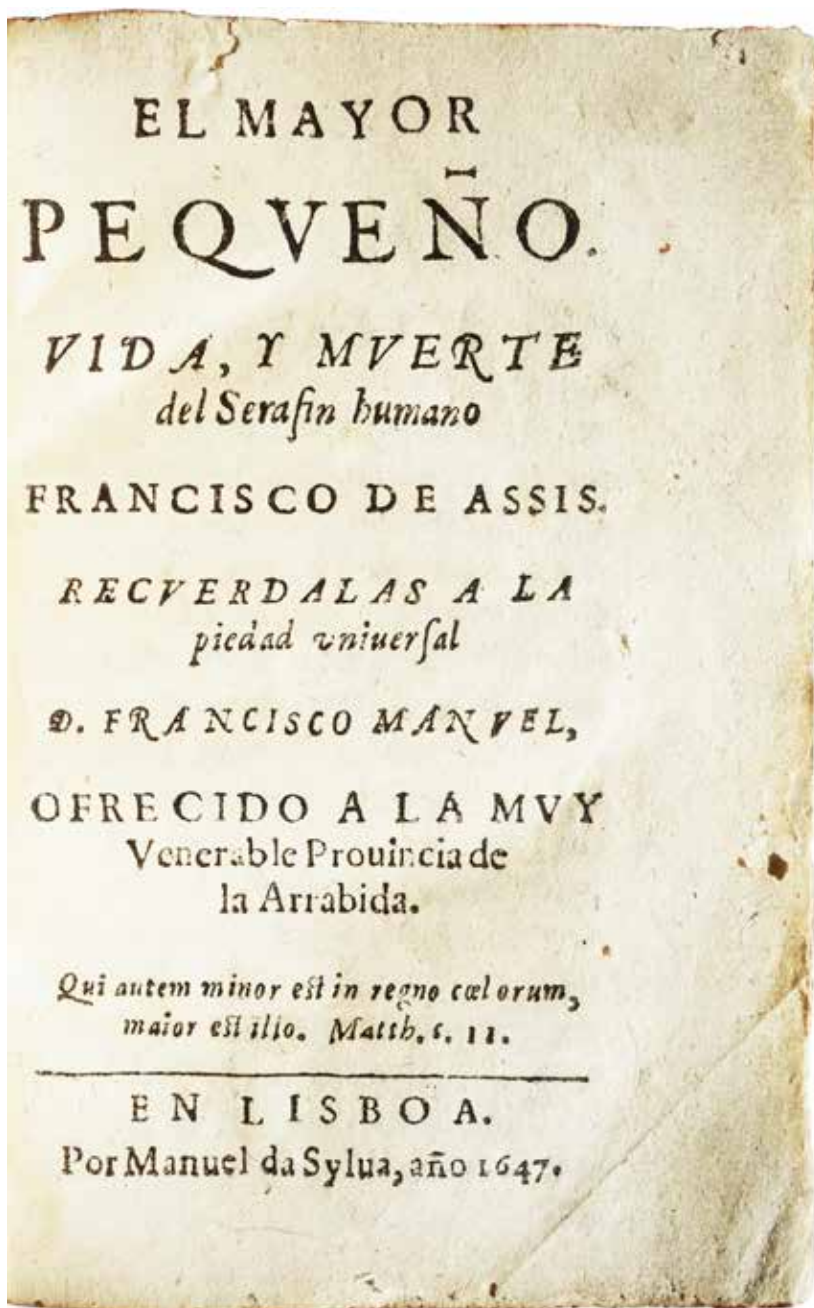 EL MAYOR
PEQVEÑO.
VIDA, Y MVERTE
del Serafin humano
FRANCISCO DE ASSIS.
RECVERDALAS A LA
piedad vniuerſal
D. FRANCISCO MANVEL,
OFRECIDO A LA MVY
Venerable Prouincia de
la Arrabida.
Qui autem minor eſt in regno cœlorum,
maior eſt illo. Matth. c. 11.
EN LISBOA.
Por Manuel da Sylua, año 1647.